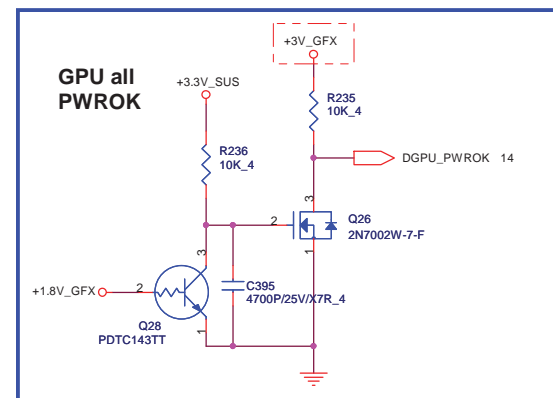 GPU all
PWROK
+3V_GFX
+3.3V_SUS
R235
10K_4
R236
10K_4
DGPU_PWROK 14
3
2
Q26
2N7002W-7-F
1
3
+1.8V_GFX
2
C395
4700P/25V/X7R_4
Q28
PDTC143TT
1